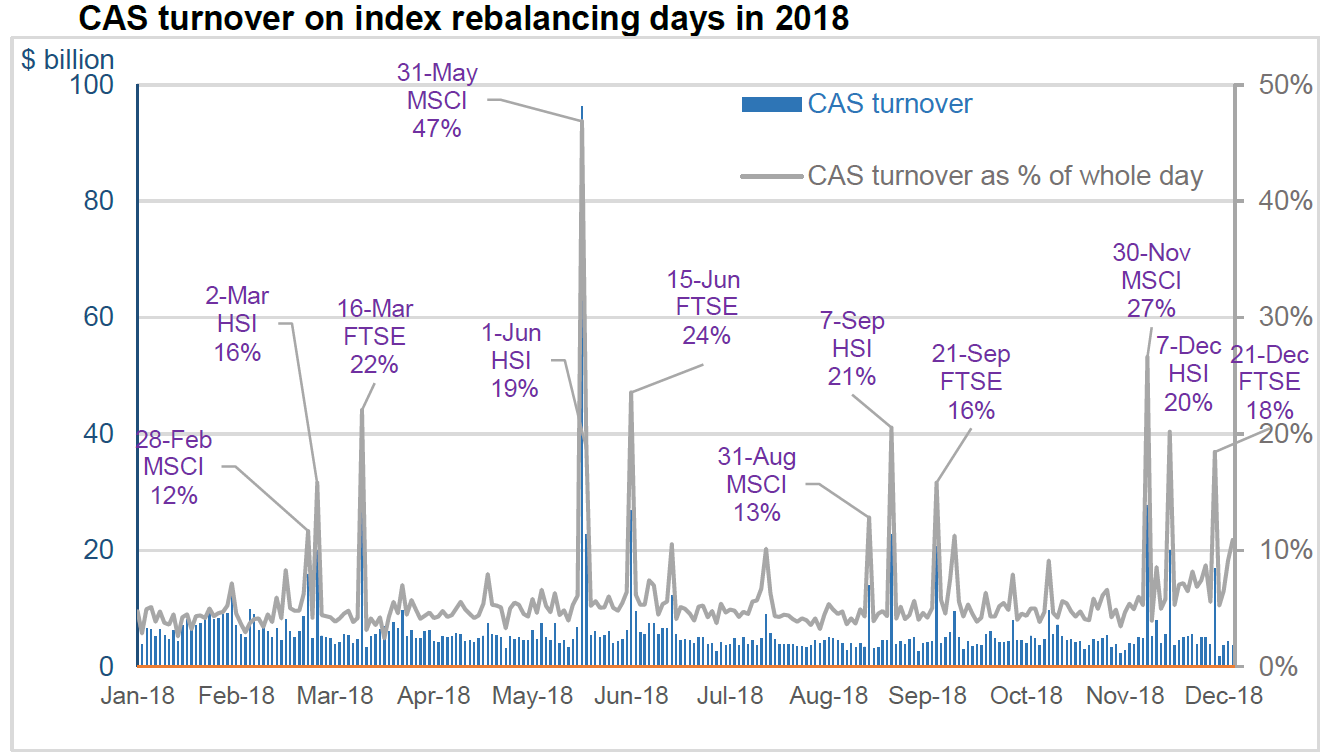 CAS turnover on index rebalancing days in 2018
$ billion
100
80
60
40
20
0
50%
40%
30%
20%
10%
0%
CAS turnover
CAS turnover as % of whole day
28-Feb
MSCI
12%
2-Mar
HSI
16%
16-Mar
FTSE
22%
31-May
MSCI
47%
1-Jun
HSI
19%
15-Jun
FTSE
24%
31-Aug
MSCI
13%
7-Sep
HSI
21%
21-Sep
FTSE
16%
30-Nov
MSCI
27%
7-Dec
HSI
20%
21-Dec
FTSE
18%
Jan-18 Feb-18 Mar-18 Apr-18 May-18 Jun-18 Jul-18 Aug-18 Sep-18 Oct-18 Nov-18 Dec-18